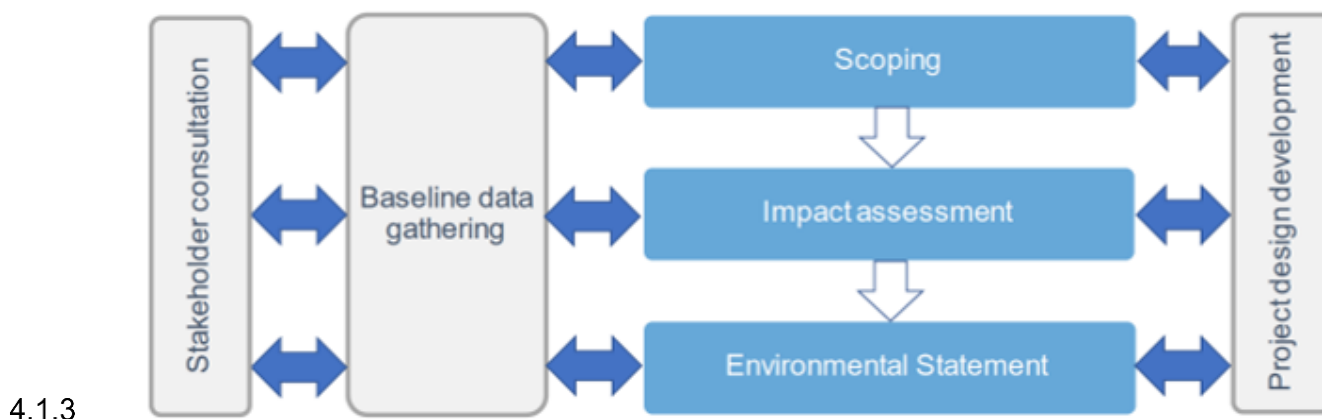 Stakeholder consultation
Baseline data
gathering
Scoping
Impact assessment
Environmental Statement
Project design development
4.1.3